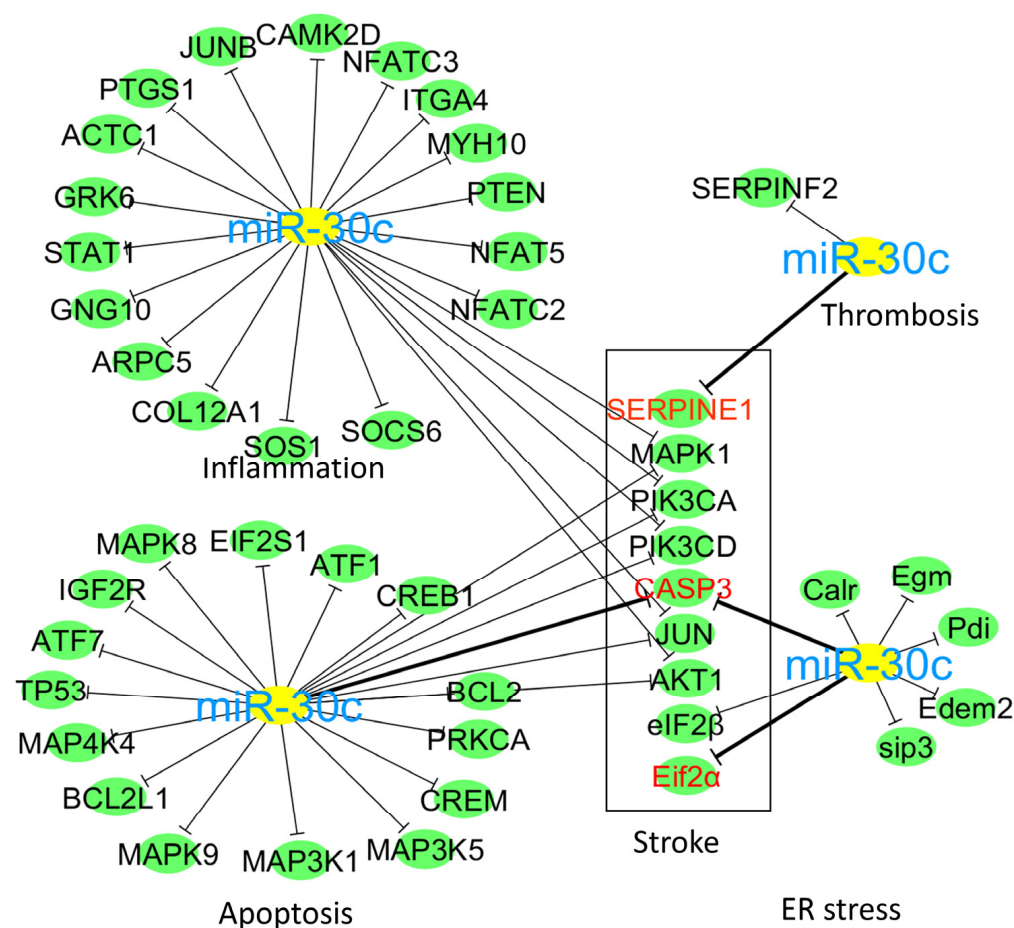 CAMK2D
JUNB
NFATC3
PTGS1
ITGA4
ACTC1
MYH10
GRK6
PTEN
miR-30c
STAT1
NFAT5
GNG10
NFATC2
ARPC5
COL12A1
SOS1
SOCS6
Inflammation
SERPINF2
miR-30c
Thrombosis
SERPINE1
MAPK1
PIK3CA
PIK3CD
CASP3
JUN
AKT1
eIF2β
Eif2α
Stroke
MAPK8
EIF2S1
ATF1
IGF2R
CREB1
ATF7
TP53
miR-30c
BCL2
MAP4K4
PRKCA
BCL2L1
CREM
MAPK9
MAP3K1
MAP3K5
Apoptosis
Calr
Egm
Pdi
miR-30c
Edem2
sip3
ER stress